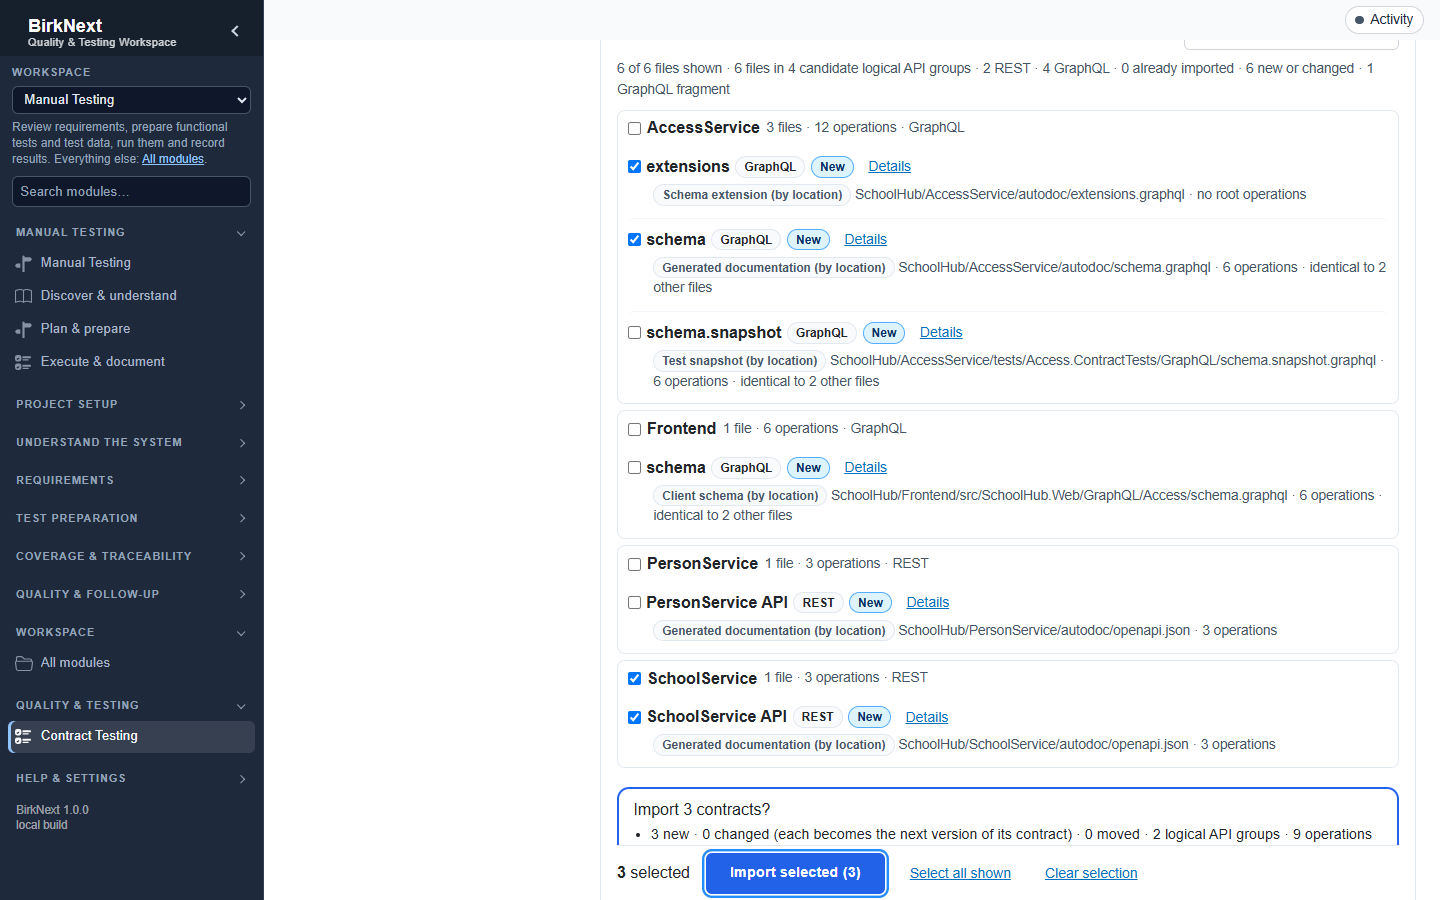 BirkNext
Quality & Testing Workspace
WORKSPACE
Manual Testing
Review requirements, prepare functional
tests and test data, run them and record
results. Everything else: All modules.
Search modules...
MANUAL TESTING
Manual Testing
Discover & understand
Plan & prepare
Execute & document
PROJECT SETUP
UNDERSTAND THE SYSTEM
REQUIREMENTS
TEST PREPARATION
COVERAGE & TRACEABILITY
QUALITY & FOLLOW-UP
WORKSPACE
All modules
QUALITY & TESTING
Contract Testing
HELP & SETTINGS
BirkNext 1.0.0
local build
Activity
6 of 6 files shown · 6 files in 4 candidate logical API groups · 2 REST · 4 GraphQL · 0 already imported · 6 new or changed · 1
GraphQL fragment
AccessService 3 files · 12 operations · GraphQL
extensions GraphQL New Details
Schema extension (by location) SchoolHub/AccessService/autodoc/extensions.graphql · no root operations
schema GraphQL New Details
Generated documentation (by location) SchoolHub/AccessService/autodoc/schema.graphql · 6 operations · identical to 2
other files
schema.snapshot GraphQL New Details
Test snapshot (by location) SchoolHub/AccessService/tests/Access.ContractTests/GraphQL/schema.snapshot.graphql ·
6 operations · identical to 2 other files
Frontend 1 file · 6 operations · GraphQL
schema GraphQL New Details
Client schema (by location) SchoolHub/Frontend/src/SchoolHub.Web/GraphQL/Access/schema.graphql · 6 operations ·
identical to 2 other files
PersonService 1 file · 3 operations · REST
PersonService API REST New Details
Generated documentation (by location) SchoolHub/PersonService/autodoc/openapi.json · 3 operations
SchoolService 1 file · 3 operations · REST
SchoolService API REST New Details
Generated documentation (by location) SchoolHub/SchoolService/autodoc/openapi.json · 3 operations
Import 3 contracts?
• 3 new · 0 changed (each becomes the next version of its contract) · 0 moved · 2 logical API groups · 9 operations
3 selected Import selected (3) Select all shown Clear selection